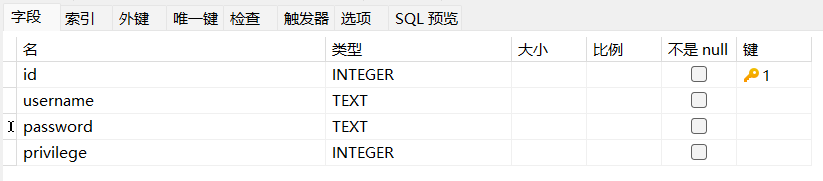 字段 索引 外键 唯一键 检查 触发器 选项 SQL 预览
名 类型 大小 比例 不是 null 键
id INTEGER 1
username TEXT
password TEXT
privilege INTEGER